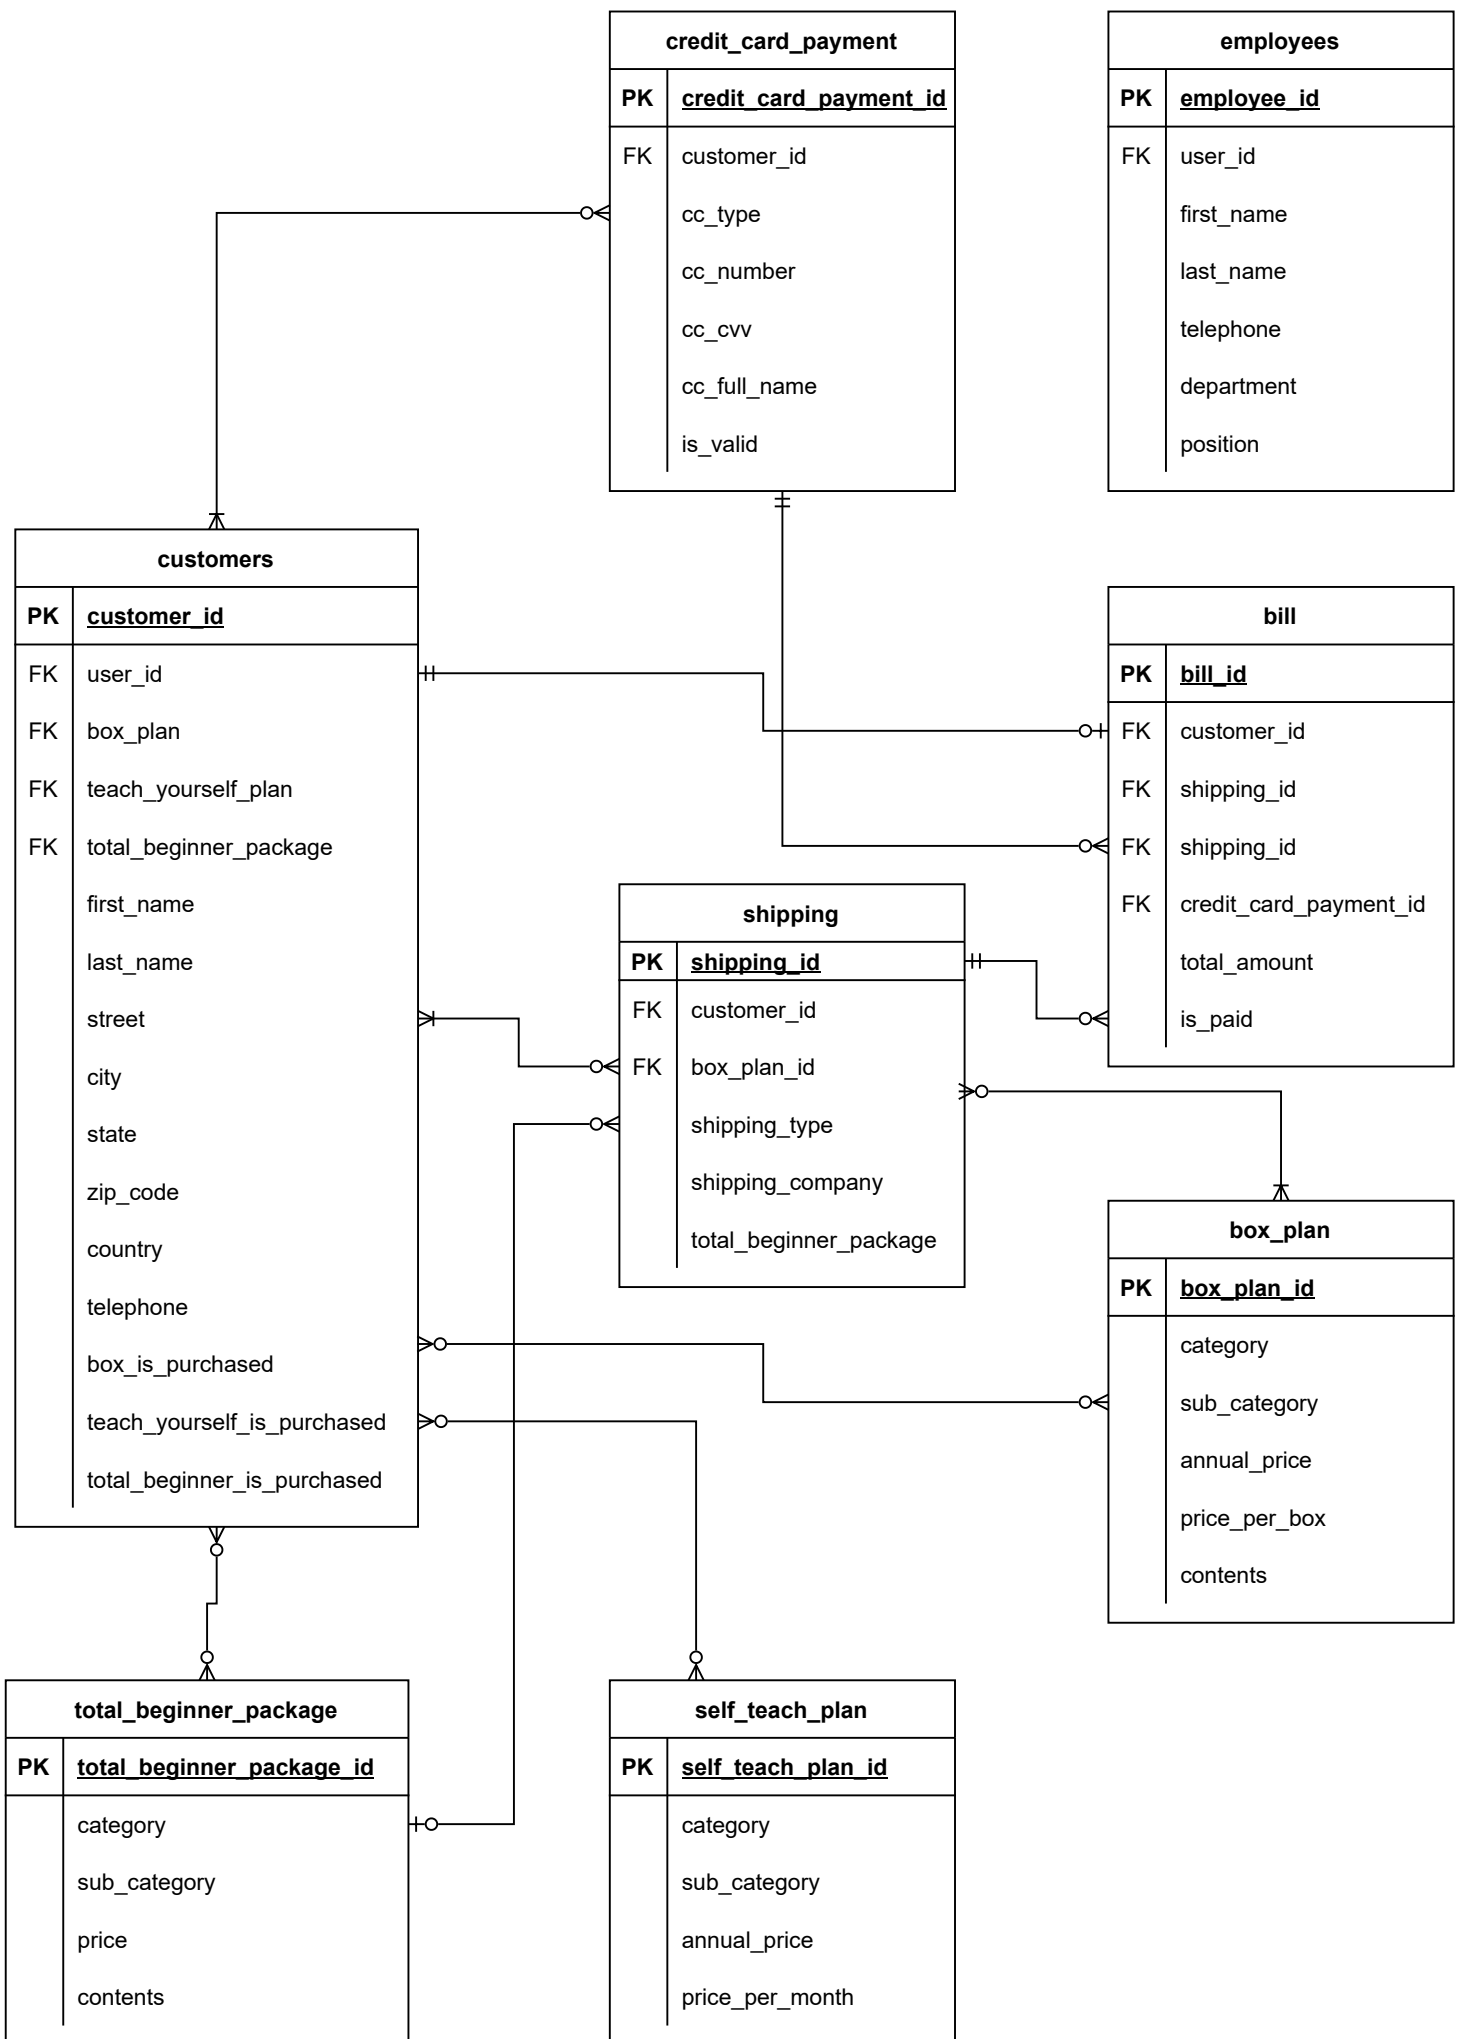 credit_card_payment
PK credit_card_payment_id
FK customer_id
cc_type
cc_number
cc_cvv
cc_full_name
is_valid
employees
PK employee_id
FK user_id
first_name
last_name
telephone
department
position
customers
PK customer_id
FK user_id
FK box_plan
FK teach_yourself_plan
FK total_beginner_package
first_name
last_name
street
city
state
zip_code
country
telephone
box_is_purchased
teach_yourself_is_purchased
total_beginner_is_purchased
bill
PK bill_id
FK customer_id
FK shipping_id
FK shipping_id
FK credit_card_payment_id
total_amount
is_paid
shipping
PK shipping_id
FK customer_id
FK box_plan_id
shipping_type
shipping_company
total_beginner_package
box_plan
PK box_plan_id
category
sub_category
annual_price
price_per_box
contents
total_beginner_package
PK total_beginner_package_id
category
sub_category
price
contents
self_teach_plan
PK self_teach_plan_id
category
sub_category
annual_price
price_per_month